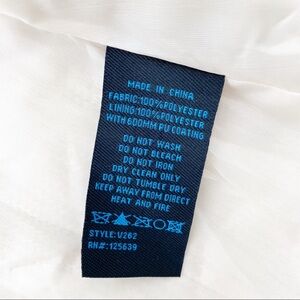 MADE IN CHINA
FABRIC:100%POLYESTER
LINING:100%POLYESTER
WITH 600MM PU COATING
DO NOT WASH
DO NOT BLEACH
DO NOT IRON
DRY CLEAN ONLY
DO NOT TUMBLE DRY
KEEP AWAY FROM DIRECT
HEAT AND FIRE
STYLE:V262
RN#:125639